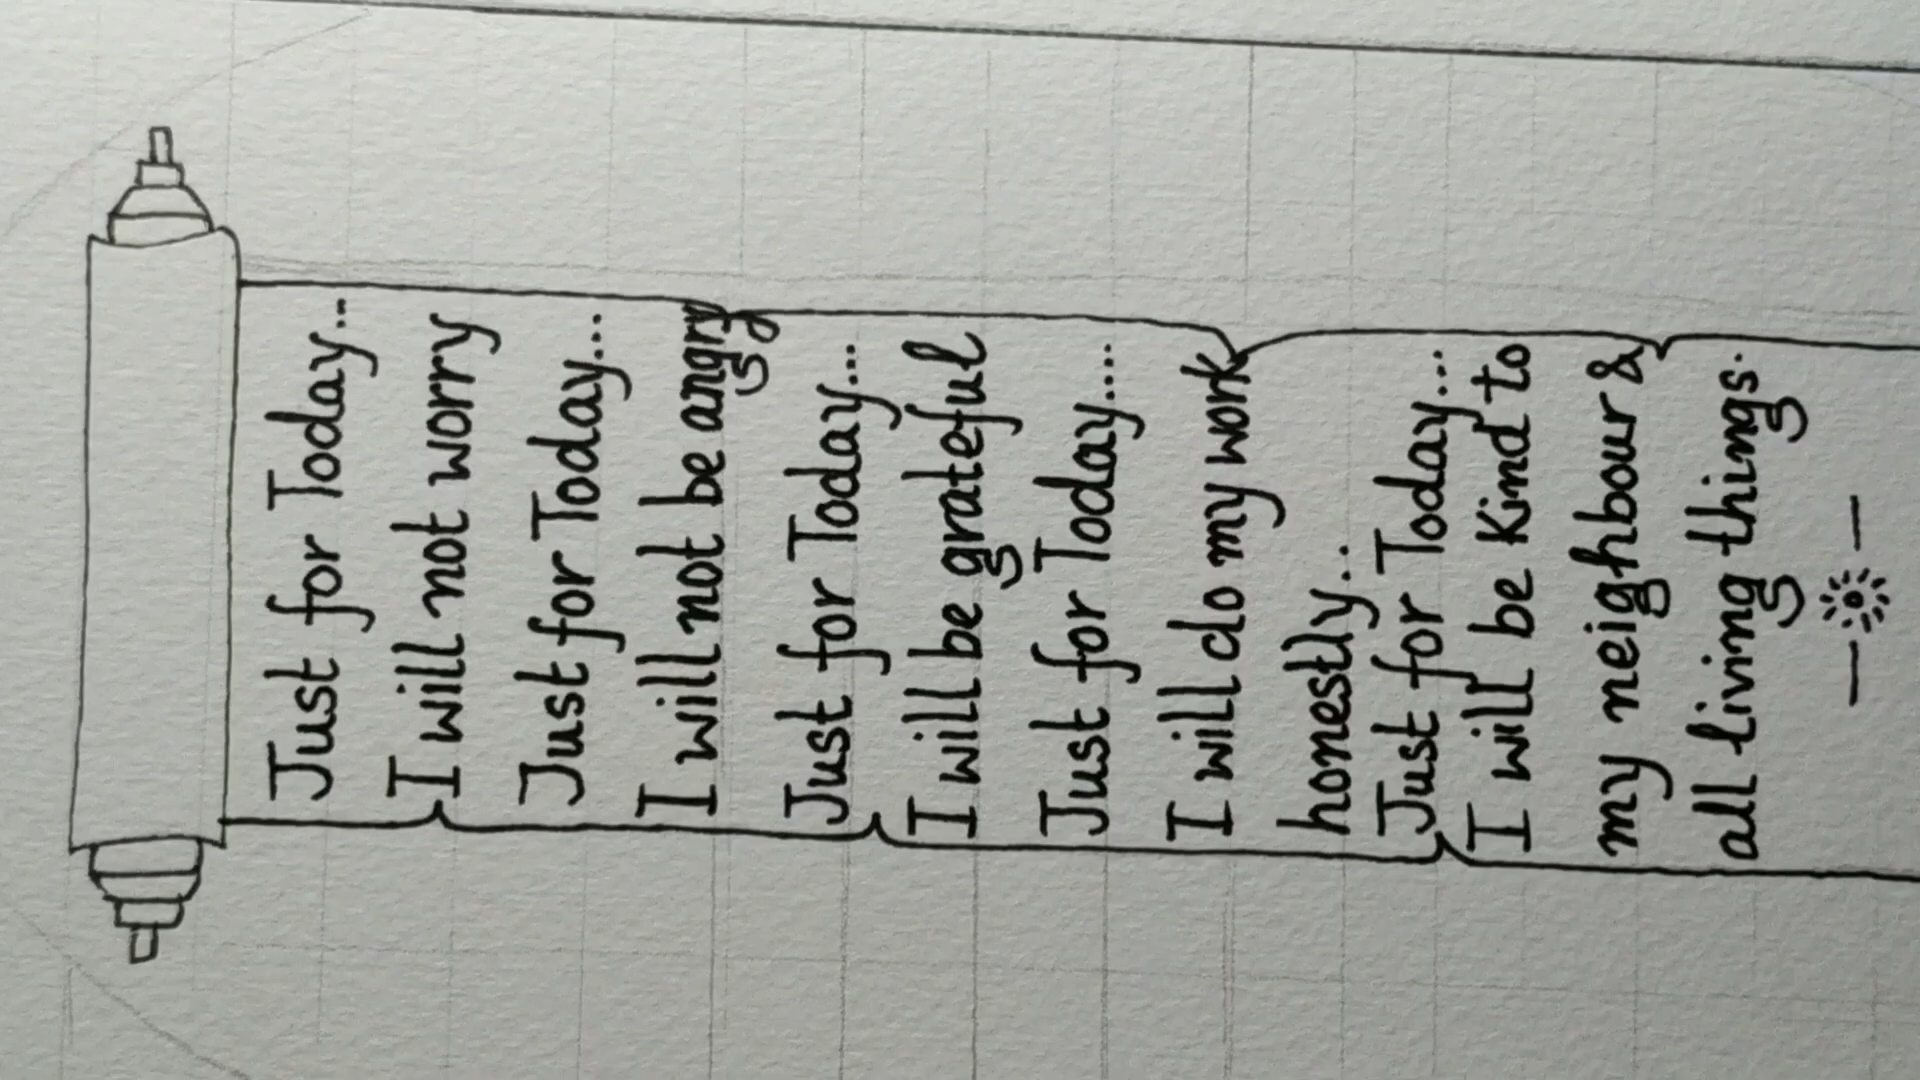 Just for Today...
I will not worry
Just for Today...
I will not be angry
Just for Today...
I will be grateful
Just for Today....
I will do my work
honestly...
Just for Today...
I will be Kind to
my neighbour &
all living things.